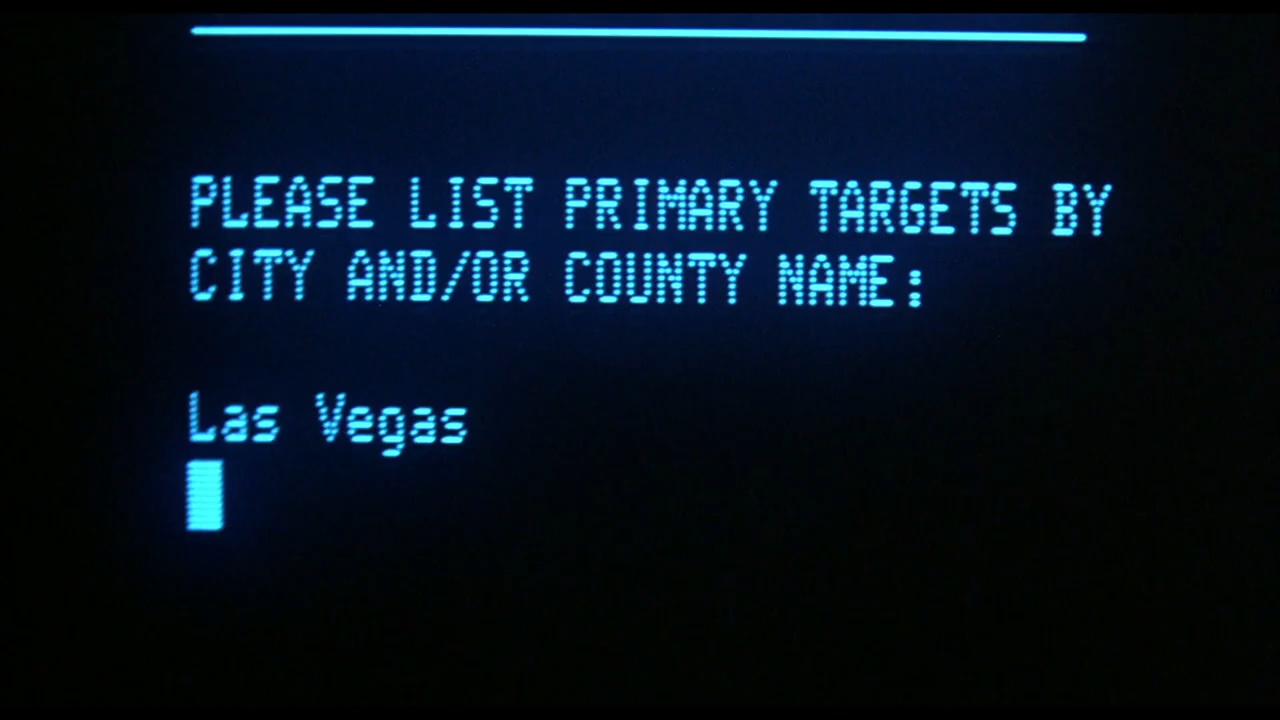 PLEASE LIST PRIMARY TARGETS BY
CITY AND/OR COUNTY NAME:
Las Vegas